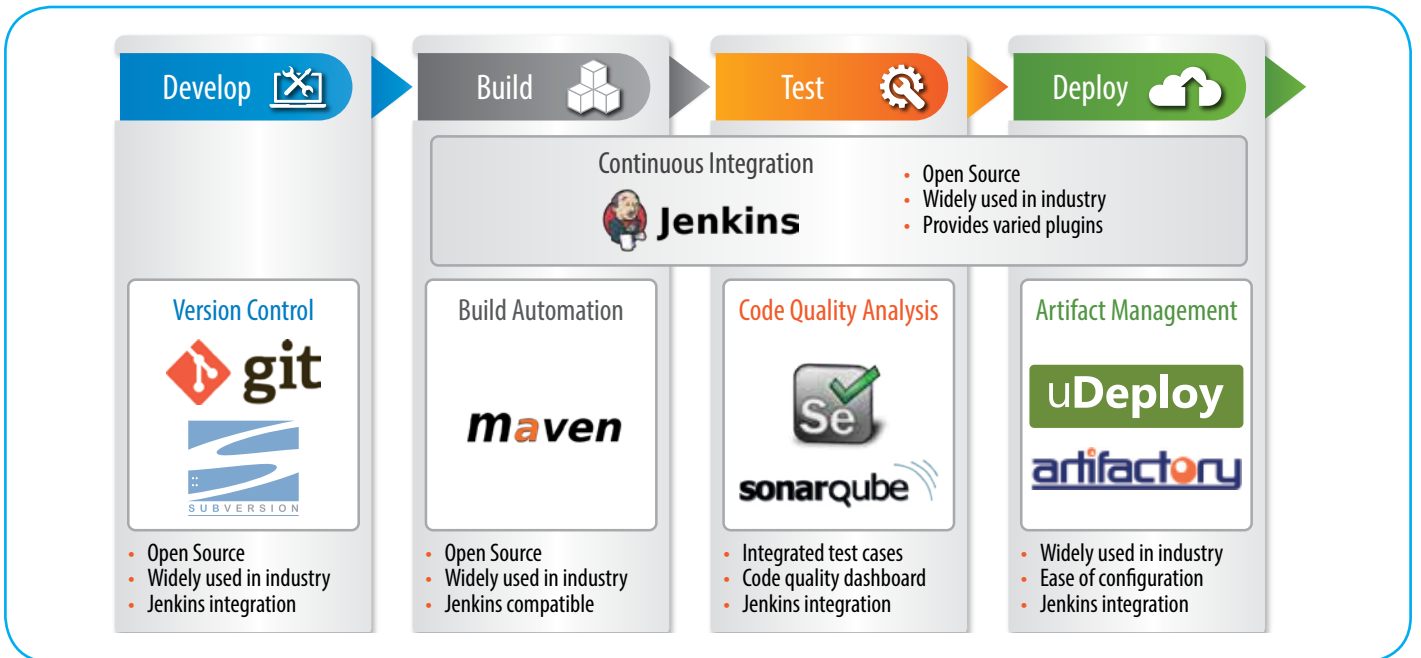 Develop
Build
Test
Deploy
Continuous Integration
Jenkins
• Open Source
• Widely used in industry
• Provides varied plugins
Version Control
git
SUBVERSION
• Open Source
• Widely used in industry
• Jenkins integration
Build Automation
maven
• Open Source
• Widely used in industry
• Jenkins compatible
Code Quality Analysis
Se
sonarqube
• Integrated test cases
• Code quality dashboard
• Jenkins integration
Artifact Management
uDeploy
artifactory
• Widely used in industry
• Ease of configuration
• Jenkins integration